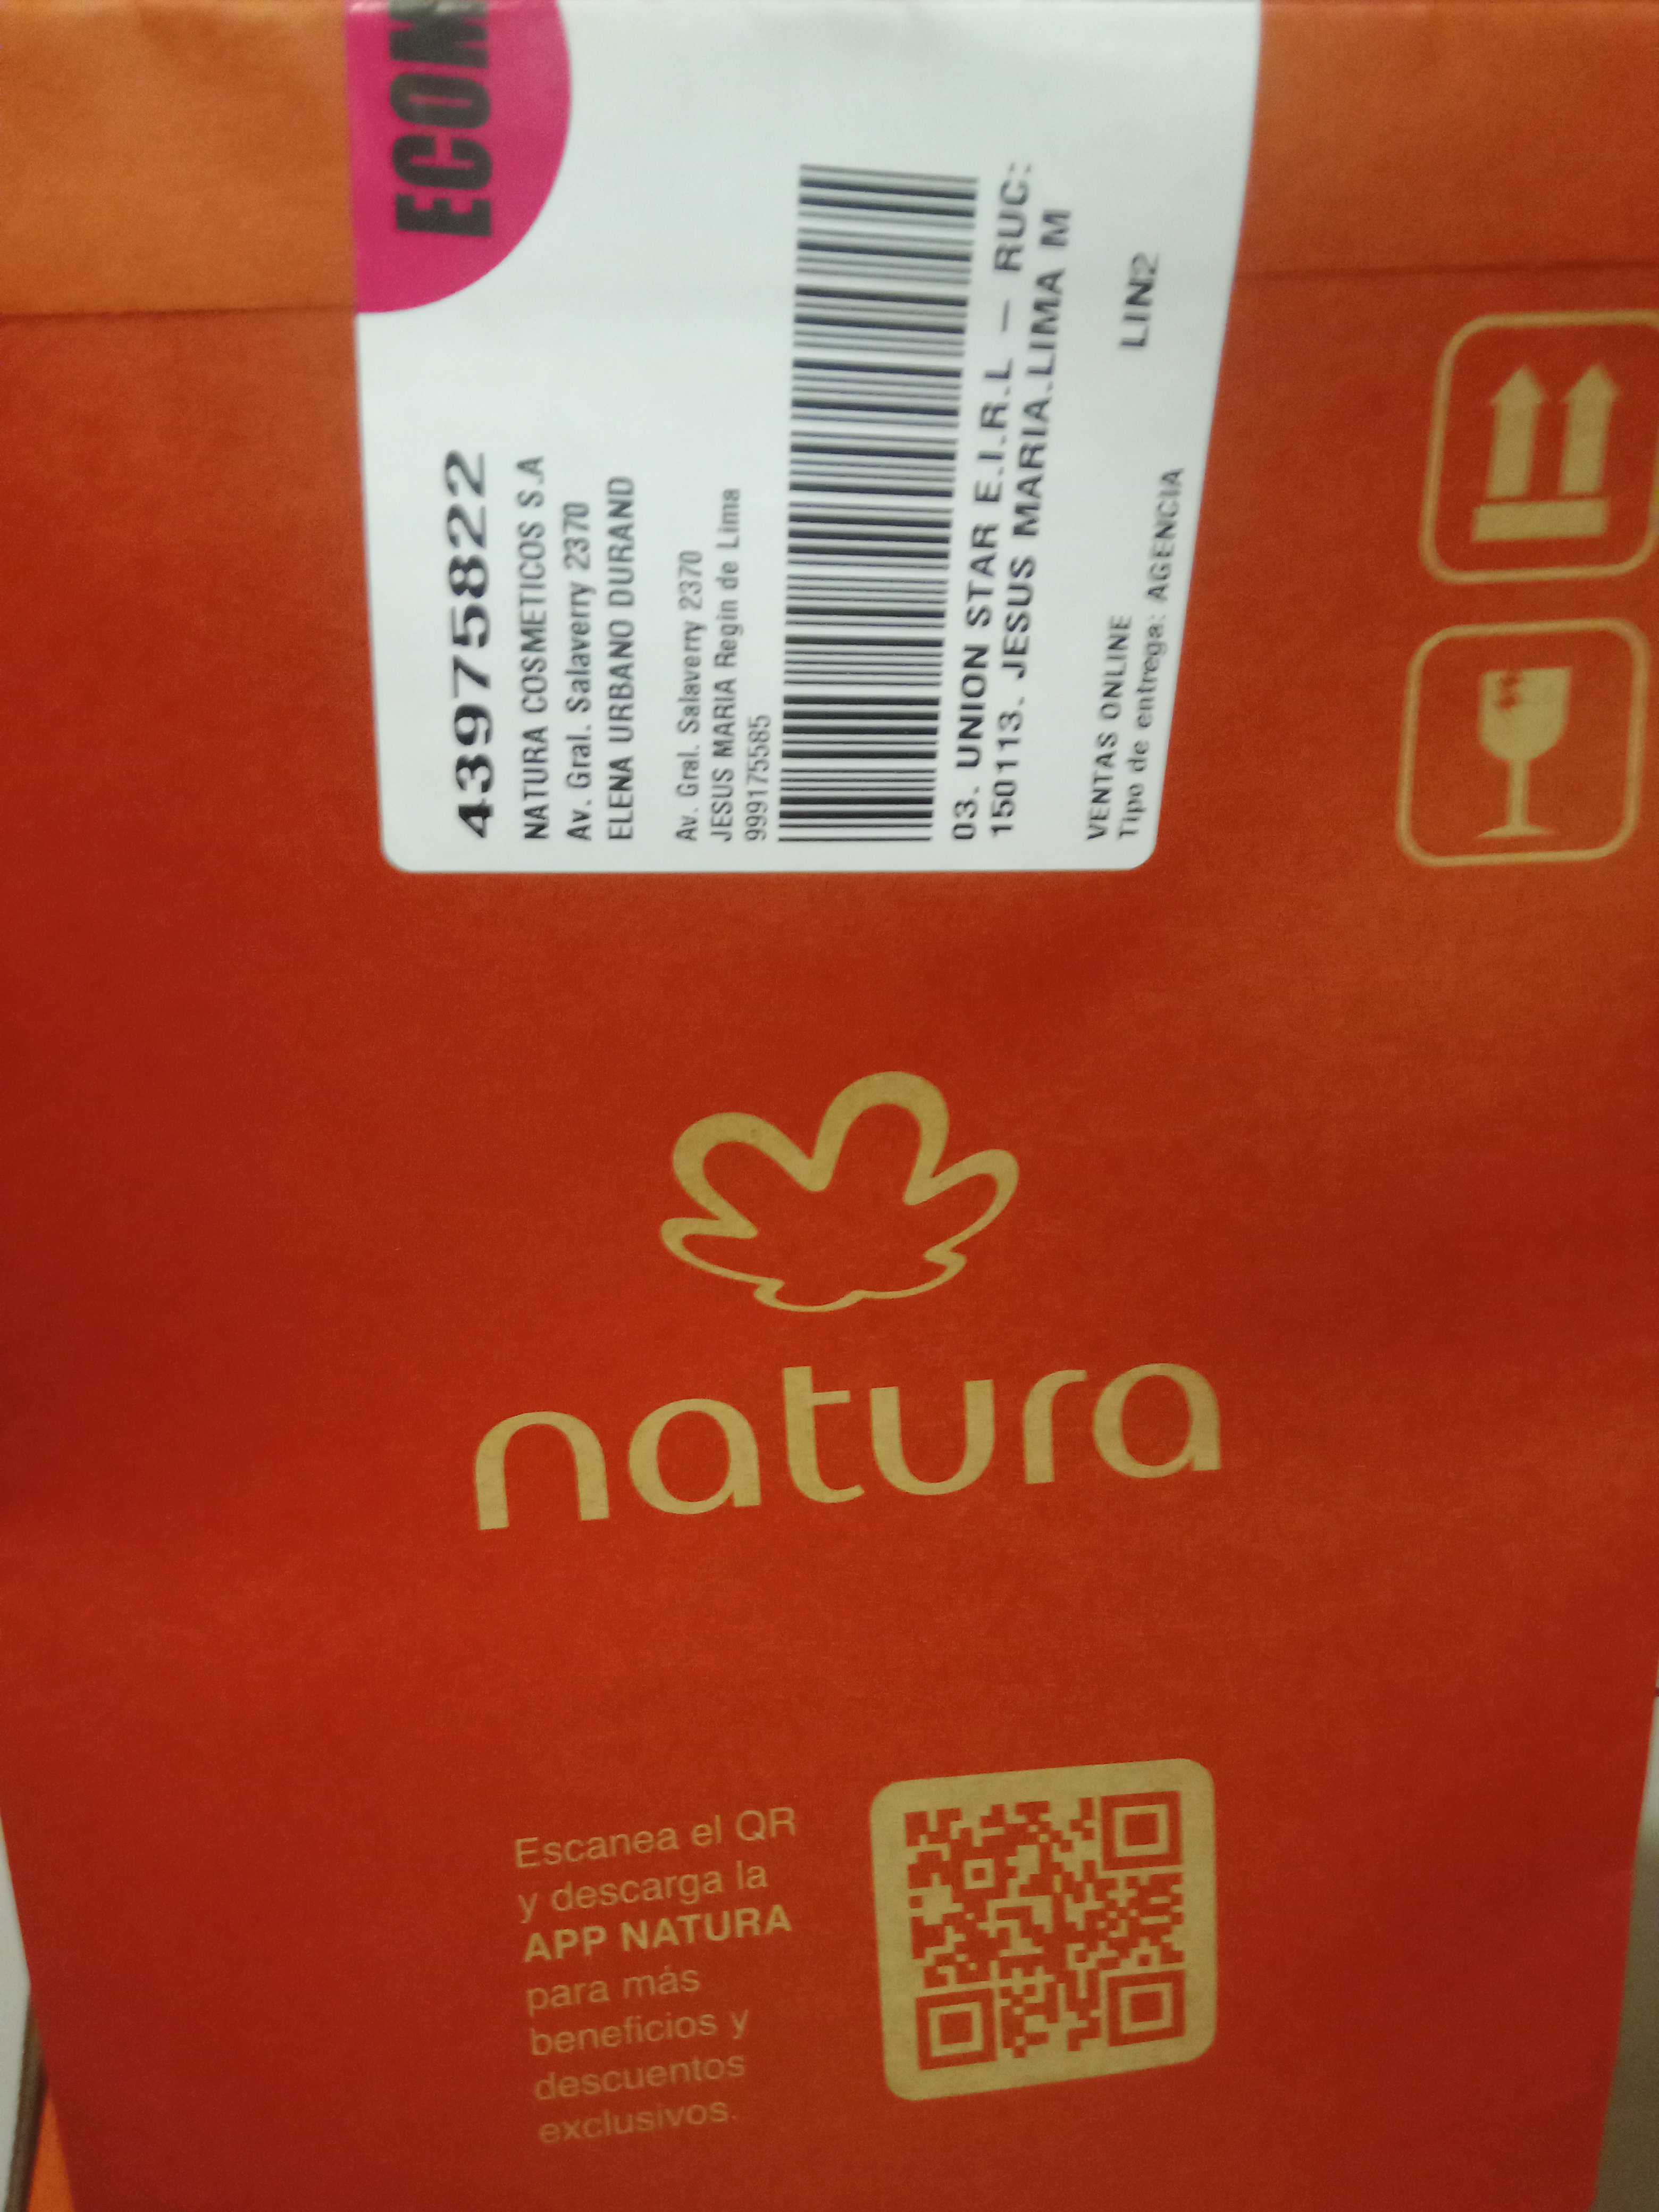 ECOM
43975822
NATURA COSMETICOS S.A
Av. Gral. Salaverry 2370
ELENA URBANO DURAND
Av. Gral. Salaverry 2370
JESUS MARIA Regin de Lima
999175585
03. UNION STAR E.I.R.L - RUC:
150113. JESUS MARIA.LIMA M
VENTAS ONLINE LIN2
Tipo de entrega: AGENCIA
natura
Escanea el QR
y descarga la
APP NATURA
para más
beneficios y
descuentos
exclusivos.